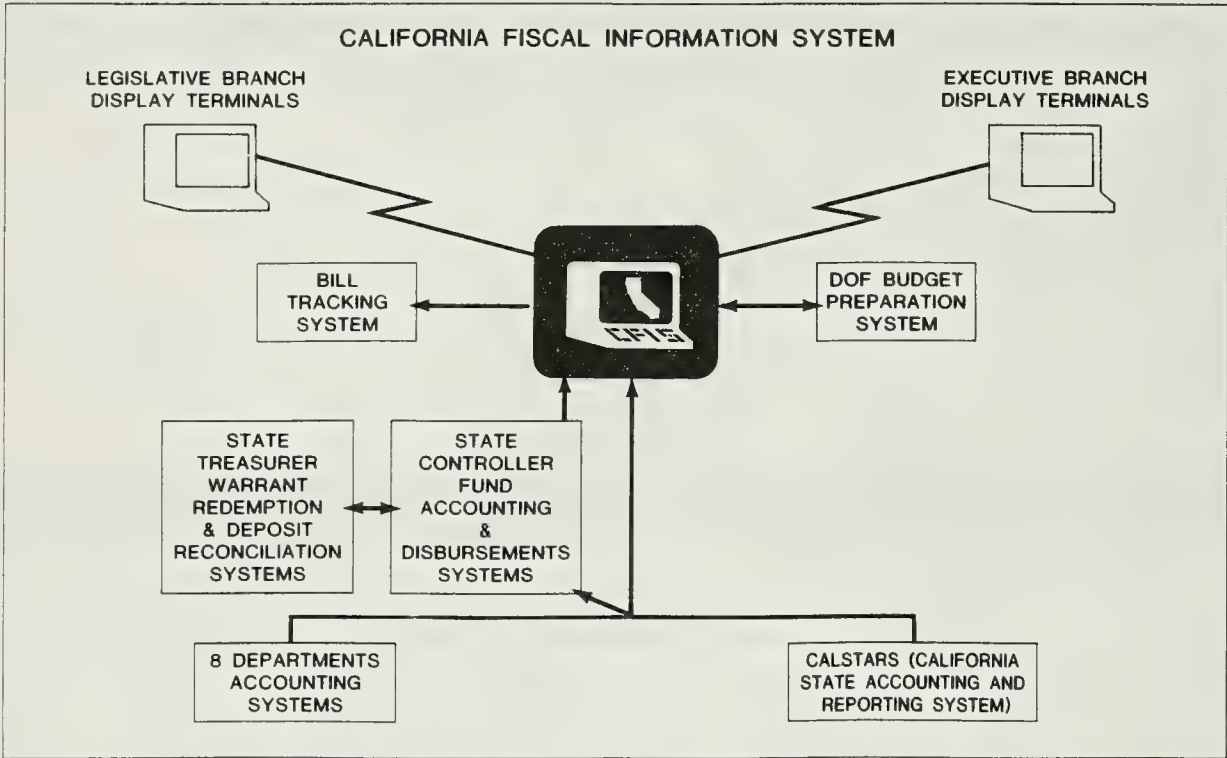 CALIFORNIA FISCAL INFORMATION SYSTEM
LEGISLATIVE BRANCH
DISPLAY TERMINALS
EXECUTIVE BRANCH
DISPLAY TERMINALS
BILL
TRACKING
SYSTEM
CFIS
DOF BUDGET
PREPARATION
SYSTEM
STATE
TREASURER
WARRANT
REDEMPTION
& DEPOSIT
RECONCILIATION
SYSTEMS
STATE
CONTROLLER
FUND
ACCOUNTING
&
DISBURSEMENTS
SYSTEMS
8 DEPARTMENTS
ACCOUNTING
SYSTEMS
CALSTARS (CALIFORNIA
STATE ACCOUNTING AND
REPORTING SYSTEM)